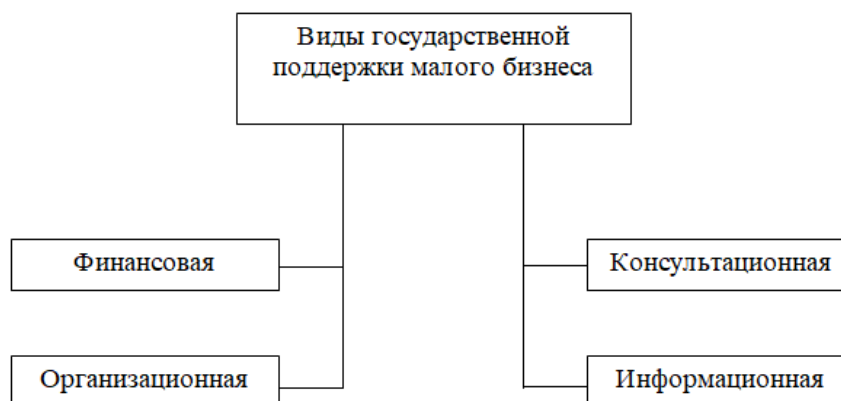 Виды государственной
поддержки малого бизнеса
Финансовая
Консультационная
Организационная
Информационная